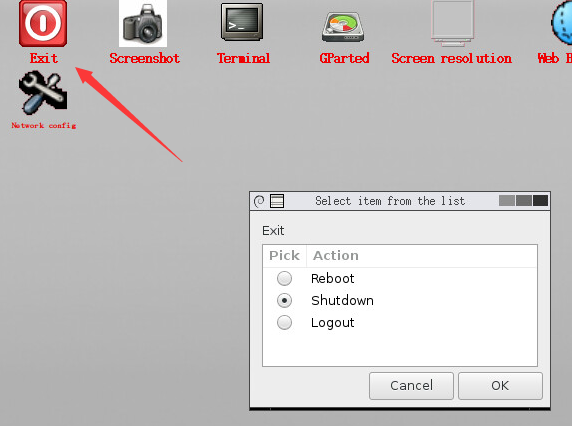 Exit
Screenshot
Terminal
GParted
Screen resolution
Web B
Network config
Select item from the list
Exit
Pick Action
Reboot
Shutdown
Logout
Cancel OK